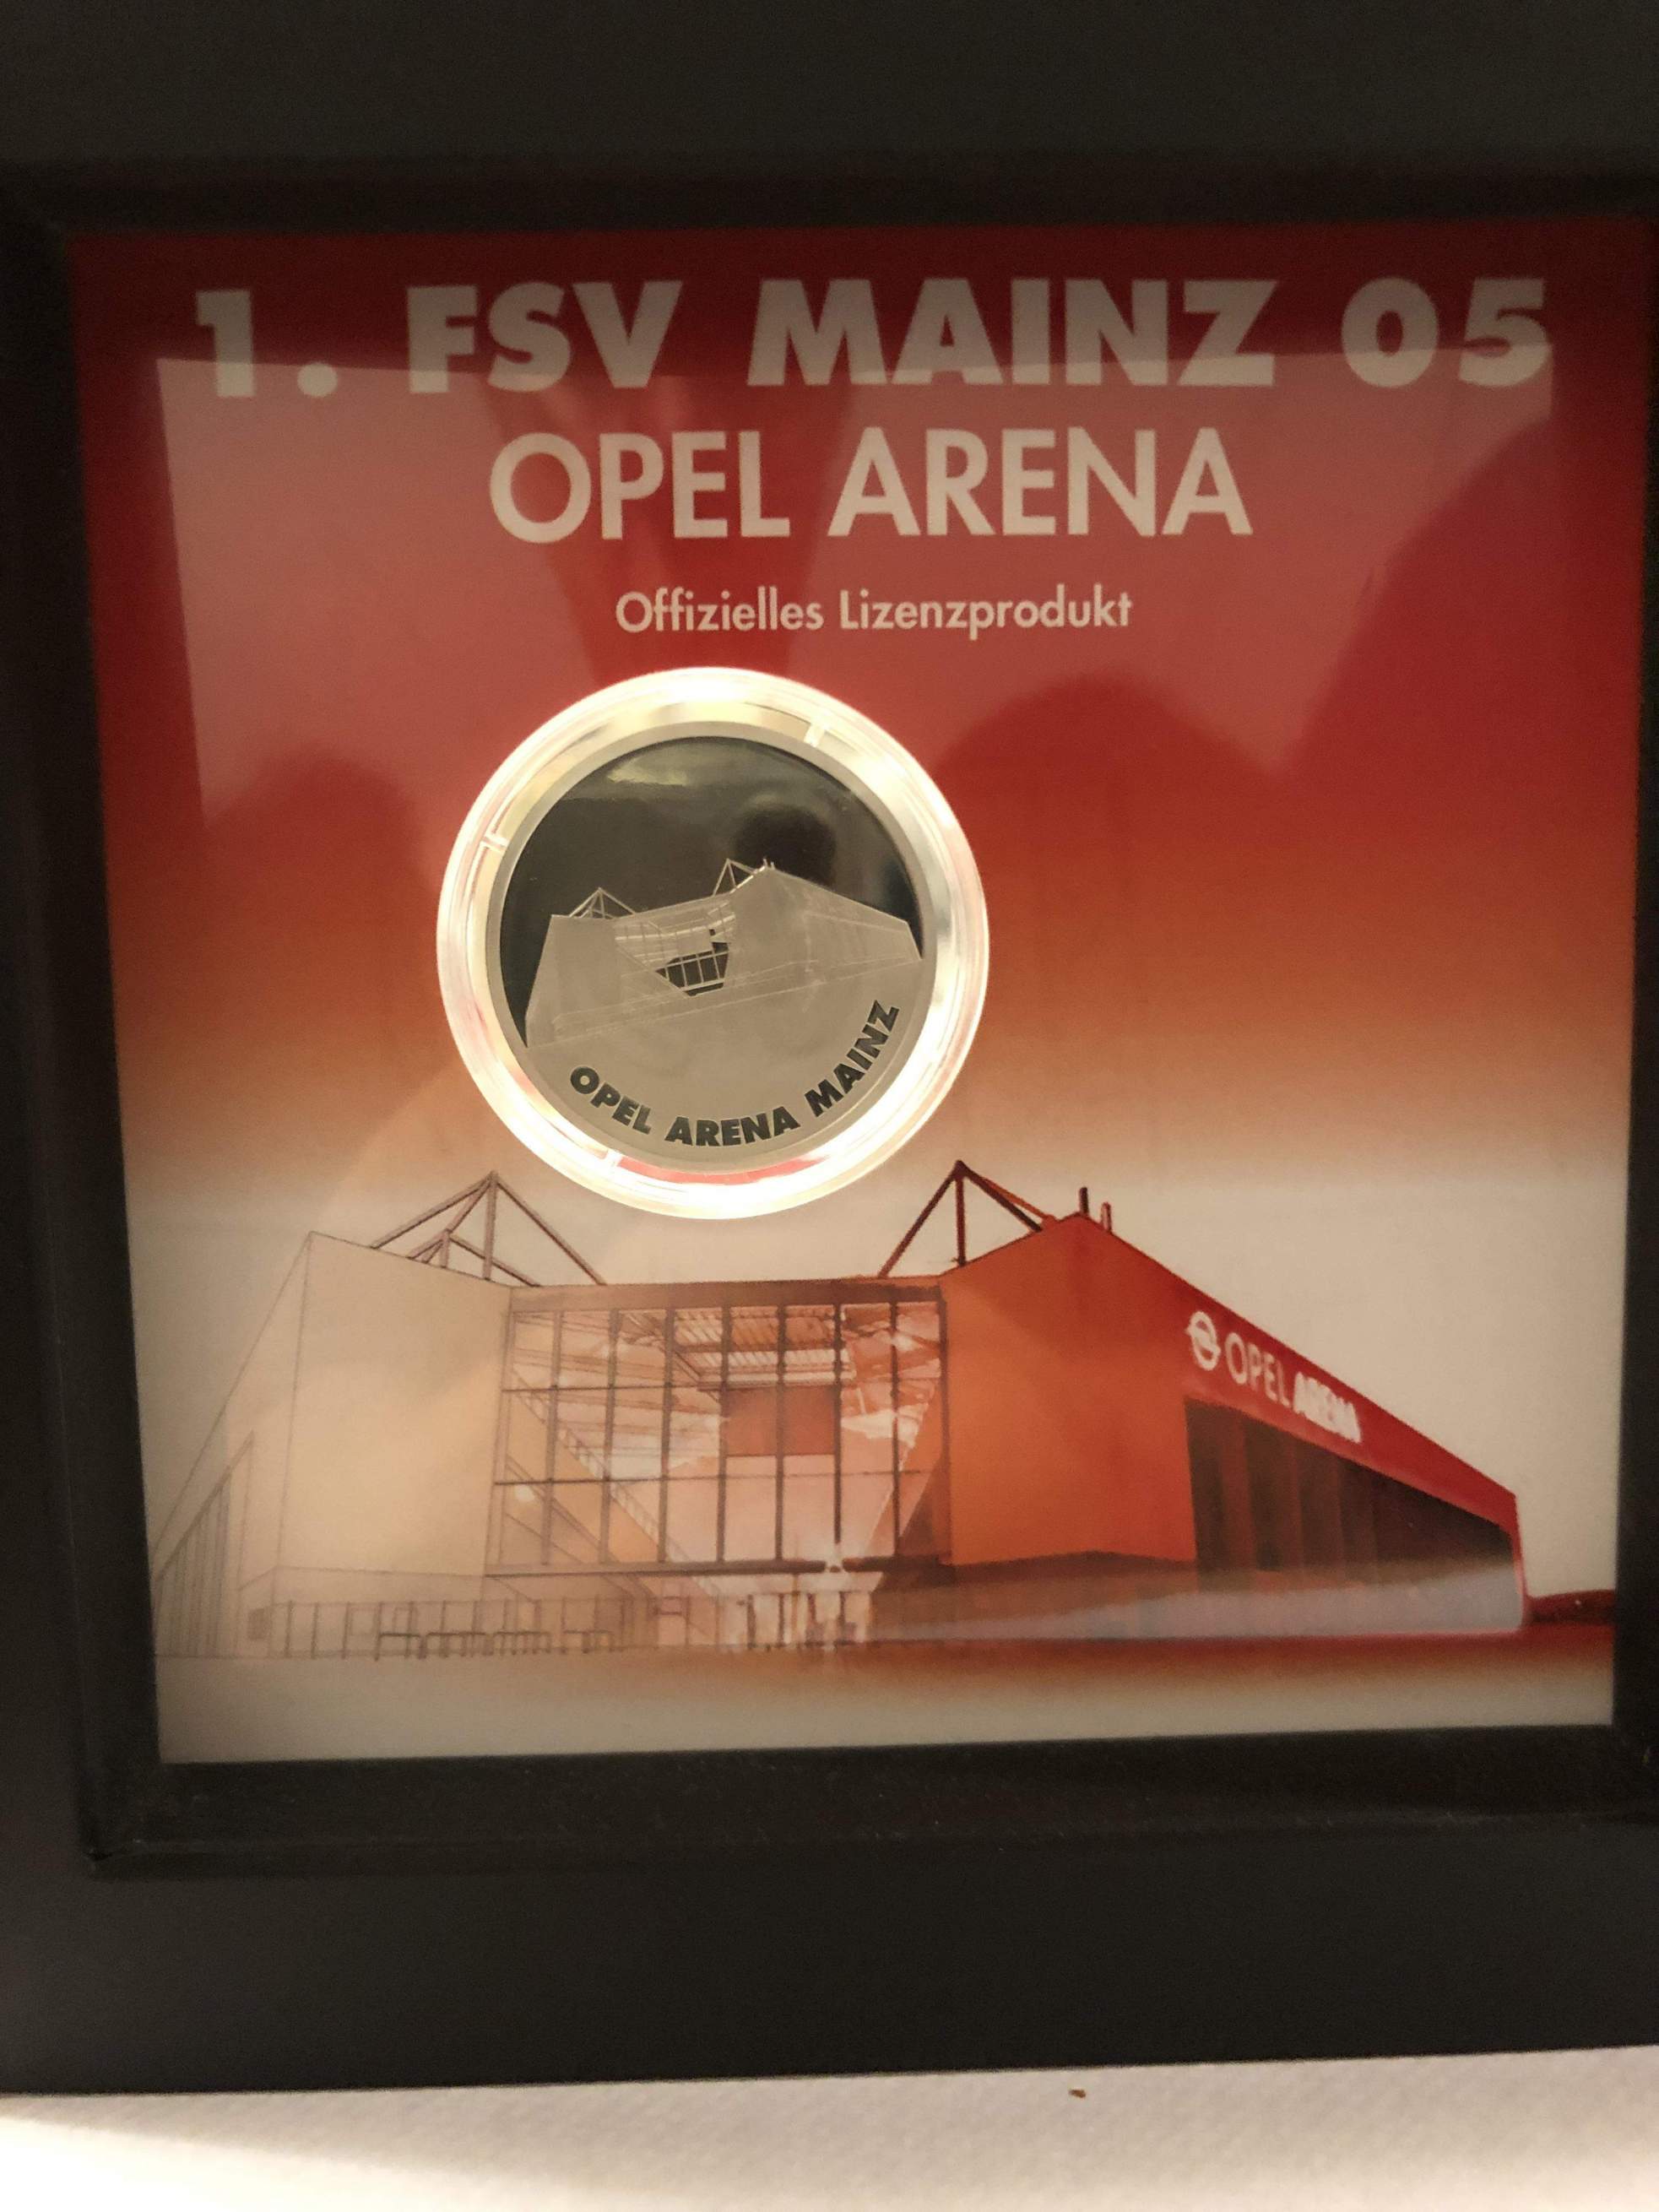 1. FSV MAINZ 05
OPEL ARENA
Offizielles Lizenzprodukt
OPEL ARENA MAINZ
OPEL ARENA